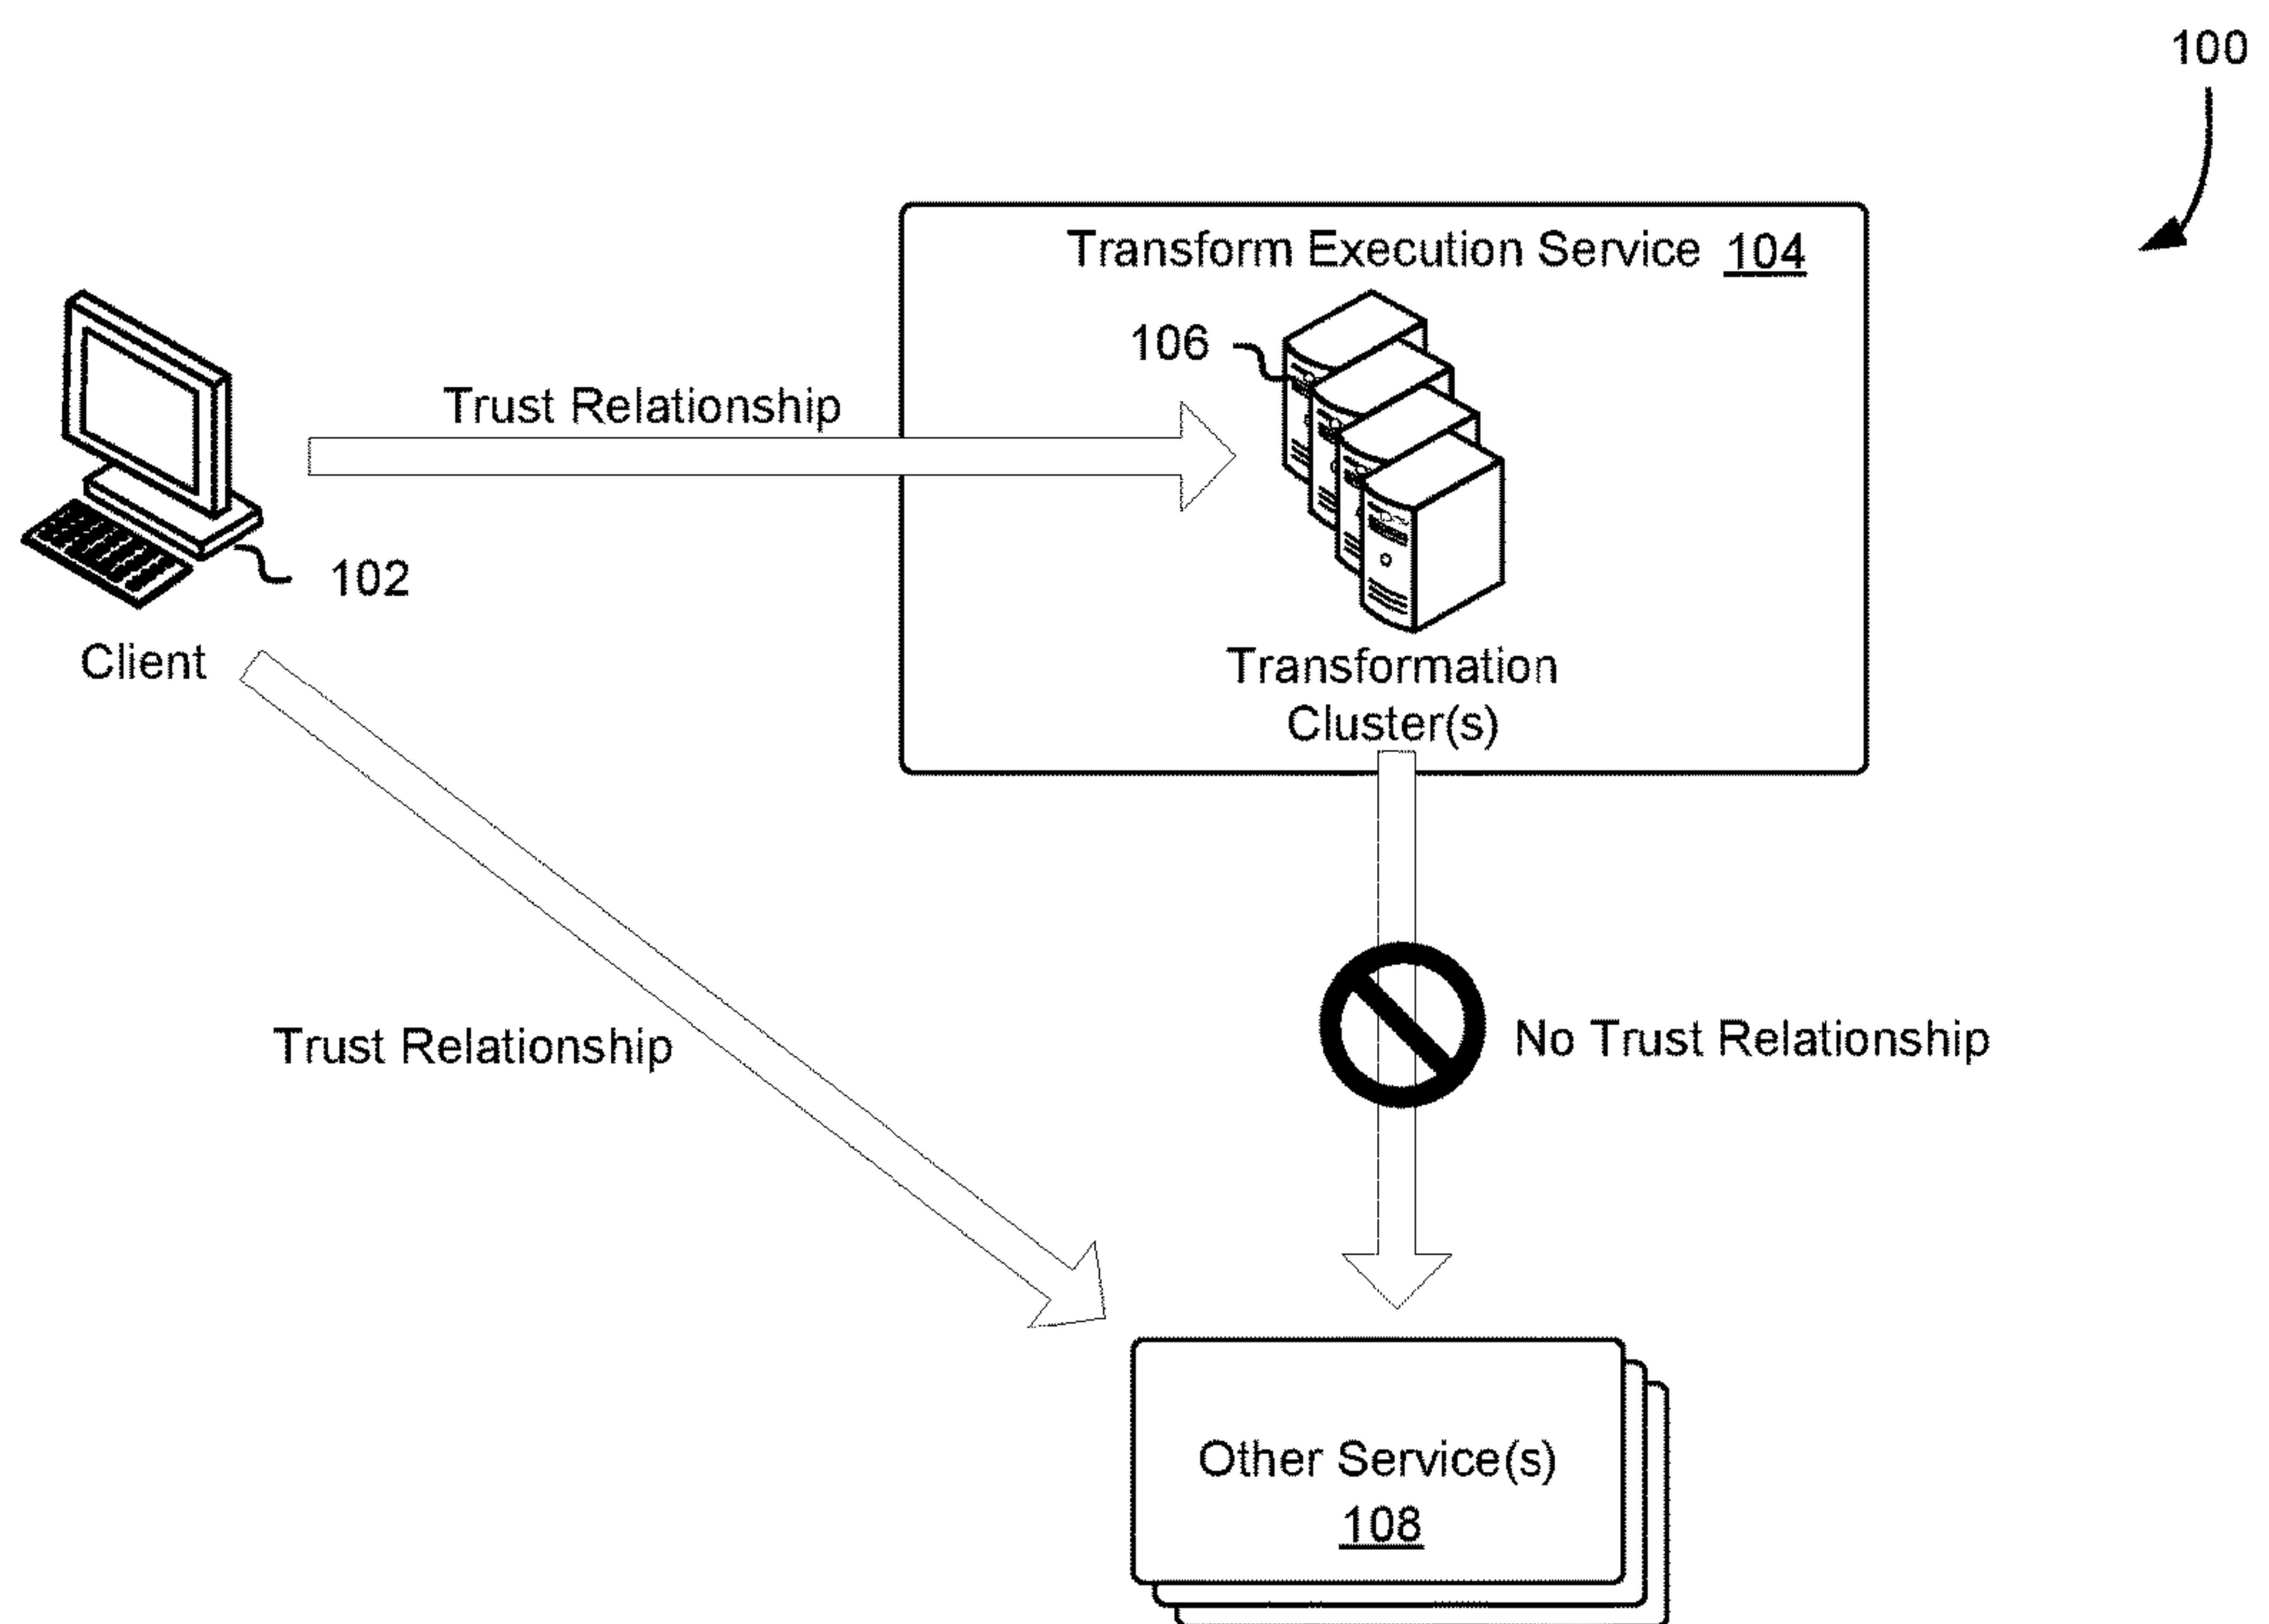 100
Transform Execution Service 104
106
Trust Relationship
102
Client
Transformation
Cluster(s)
Trust Relationship
No Trust Relationship
Other Service(s)
108